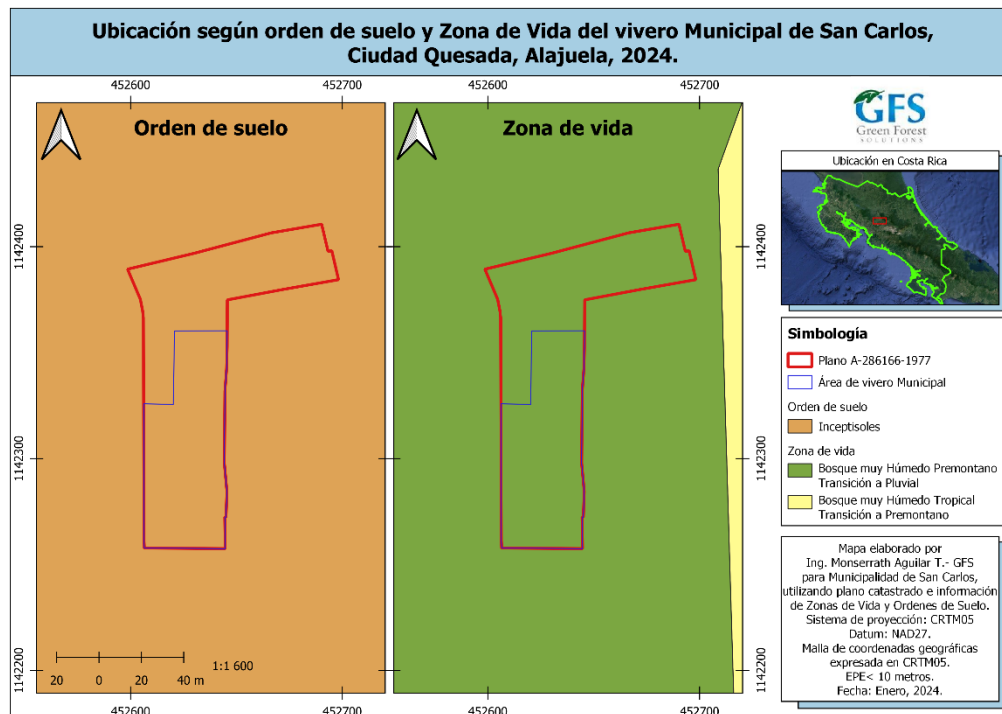 Ubicación según orden de suelo y Zona de Vida del vivero Municipal de San Carlos,
Ciudad Quesada, Alajuela, 2024.
452600
452700
452600
452700
Orden de suelo
Zona de vida
1142400
1142300
1142200
1142400
1142300
1142200
1:1 600
20 0 20 40 m
452600
452700
452600
452700
GFS
Green Forest
SOLUTIONS
Ubicación en Costa Rica
Simbología
Plano A-286166-1977
Área de vivero Municipal
Orden de suelo
Inceptisoles
Zona de vida
Bosque muy Húmedo Premontano
Transición a Pluvial
Bosque muy Húmedo Tropical
Transición a Premontano
Mapa elaborado por
Ing. Monserrath Aguilar T.- GFS
para Municipalidad de San Carlos,
utilizando plano catastrado e información
de Zonas de Vida y Ordenes de Suelo.
Sistema de proyección: CRTM05
Datum: NAD27.
Malla de coordenadas geográficas
expresada en CRTM05.
EPE< 10 metros.
Fecha: Enero, 2024.